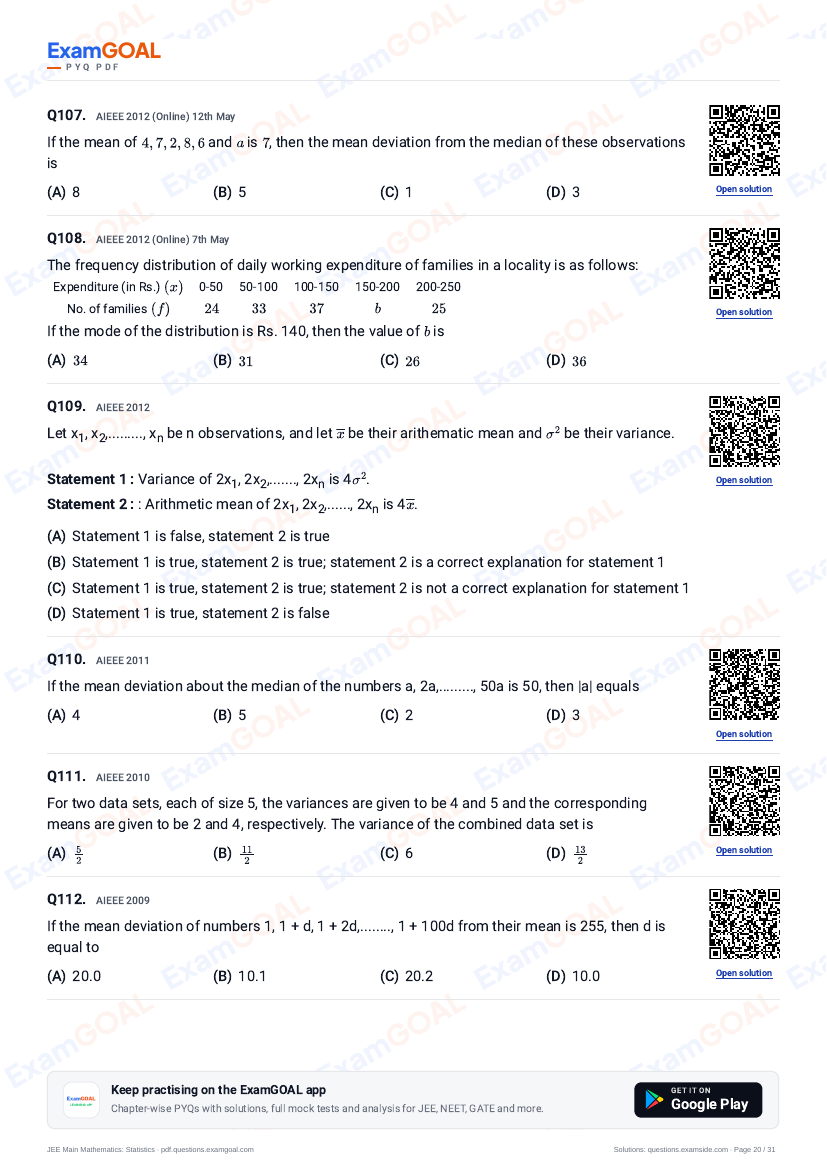 ExamGOAL
PYQ PDF
Q107. AIEEE 2012 (Online) 12th May
If the mean of 4, 7, 2, 8, 6 and a is 7, then the mean deviation from the median of these observations
is
(A) 8 (B) 5 (C) 1 (D) 3
Open solution
Q108. AIEEE 2012 (Online) 7th May
The frequency distribution of daily working expenditure of families in a locality is as follows:
Expenditure (in Rs.) (x) 0-50 50-100 100-150 150-200 200-250
No. of families (f) 24 33 37 b 25
If the mode of the distribution is Rs. 140, then the value of b is
(A) 34 (B) 31 (C) 26 (D) 36
Open solution
Q109. AIEEE 2012
Let x₁, x₂,........., xₙ be n observations, and let x̅ be their arithematic mean and σ² be their variance.
Statement 1 : Variance of 2x₁, 2x₂,......., 2xₙ is 4σ².
Statement 2 : : Arithmetic mean of 2x₁, 2x₂,......, 2xₙ is 4x̅.
(A) Statement 1 is false, statement 2 is true
(B) Statement 1 is true, statement 2 is true; statement 2 is a correct explanation for statement 1
(C) Statement 1 is true, statement 2 is true; statement 2 is not a correct explanation for statement 1
(D) Statement 1 is true, statement 2 is false
Open solution
Q110. AIEEE 2011
If the mean deviation about the median of the numbers a, 2a,........., 50a is 50, then |a| equals
(A) 4 (B) 5 (C) 2 (D) 3
Open solution
Q111. AIEEE 2010
For two data sets, each of size 5, the variances are given to be 4 and 5 and the corresponding
means are given to be 2 and 4, respectively. The variance of the combined data set is
(A) 5/2 (B) 11/2 (C) 6 (D) 13/2
Open solution
Q112. AIEEE 2009
If the mean deviation of numbers 1, 1 + d, 1 + 2d,........, 1 + 100d from their mean is 255, then d is
equal to
(A) 20.0 (B) 10.1 (C) 20.2 (D) 10.0
Open solution
Keep practising on the ExamGOAL app
Chapter-wise PYQs with solutions, full mock tests and analysis for JEE, NEET, GATE and more.
GET IT ON
Google Play
JEE Main Mathematics: Statistics · pdf.questions.examgoal.com
Solutions: questions.examside.com · Page 20 / 31